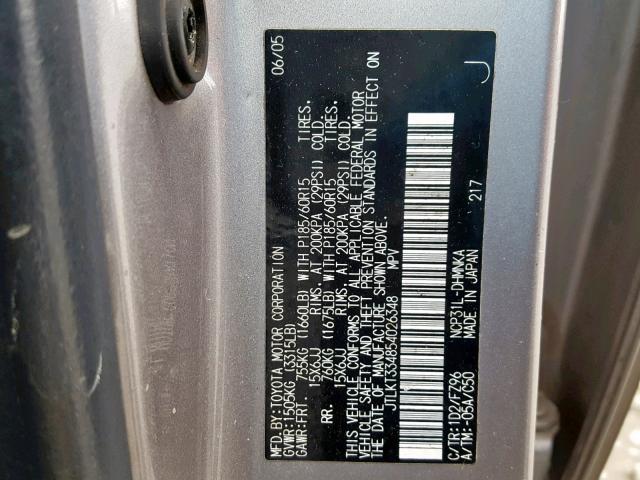 MFD.BY:TOYOTA MOTOR CORPORATION 06/05
GVWR:1505KG (3315LB)
GAWR:FRT. 755KG (1660LB) WITH P185/60R15 TIRES.
15X6JJ RIMS. AT 200KPA (29PSI) COLD.
RR. 760KG (1675LB) WITH P185/60R15 TIRES.
15X6JJ RIMS. AT 200KPA (29PSI) COLD.
THIS VEHICLE CONFORMS TO ALL APPLICABLE FEDERAL MOTOR
VEHICLE SAFETY AND THEFT PREVENTION STANDARDS IN EFFECT ON
THE DATE OF MANUFACTURE SHOWN ABOVE.
JTLKT334854026348 MPV
C/TR:1D2/FZ96 NCP31L-DHMNKA 217
A/TM:-05A/C50 MADE IN JAPAN J